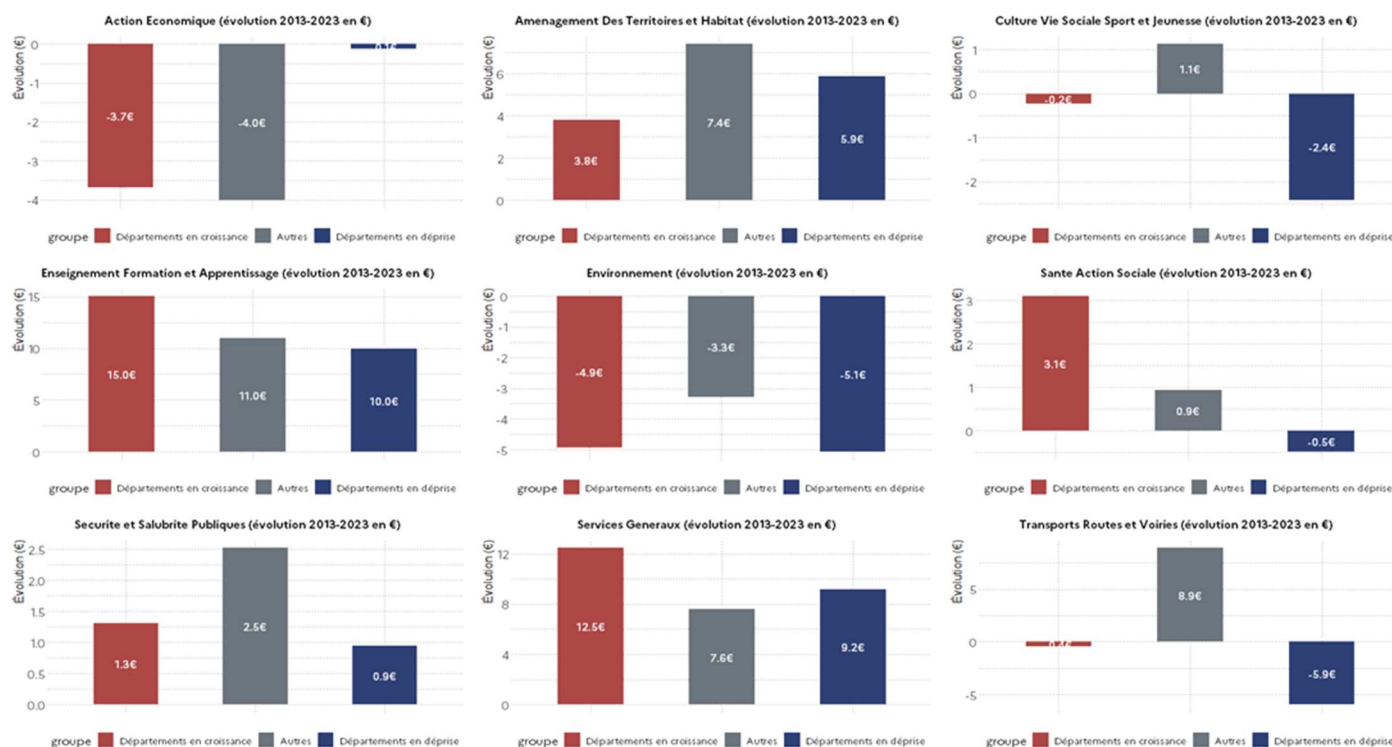 Action Economique (évolution 2013-2023 en €)
Évolution (€)
0
-1
-2
-3
-4
-3.7€
-4.0€
-0.1€
groupe Départements en croissance Autres Départements en déprise
Amenagement Des Territoires et Habitat (évolution 2013-2023 en €)
Évolution (€)
6
4
2
0
3.8€
7.4€
5.9€
groupe Départements en croissance Autres Départements en déprise
Culture Vie Sociale Sport et Jeunesse (évolution 2013-2023 en €)
Évolution (€)
1
0
-1
-2
-0.2€
1.1€
-2.4€
groupe Départements en croissance Autres Départements en déprise
Enseignement Formation et Apprentissage (évolution 2013-2023 en €)
Évolution (€)
15
10
5
0
15.0€
11.0€
10.0€
groupe Départements en croissance Autres Départements en déprise
Environnement (évolution 2013-2023 en €)
Évolution (€)
0
-1
-2
-3
-4
-5
-4.9€
-3.3€
-5.1€
groupe Départements en croissance Autres Départements en déprise
Sante Action Sociale (évolution 2013-2023 en €)
Évolution (€)
3
2
1
0
3.1€
0.9€
-0.5€
groupe Départements en croissance Autres Départements en déprise
Securite et Salubrite Publiques (évolution 2013-2023 en €)
Évolution (€)
2.5
2.0
1.5
1.0
0.5
0.0
1.3€
2.5€
0.9€
groupe Départements en croissance Autres Départements en déprise
Services Generaux (évolution 2013-2023 en €)
Évolution (€)
12
8
4
0
12.5€
7.6€
9.2€
groupe Départements en croissance Autres Départements en déprise
Transports Routes et Voiries (évolution 2013-2023 en €)
Évolution (€)
5
0
-5
8.9€
-5.9€
groupe Départements en croissance Autres Départements en déprise